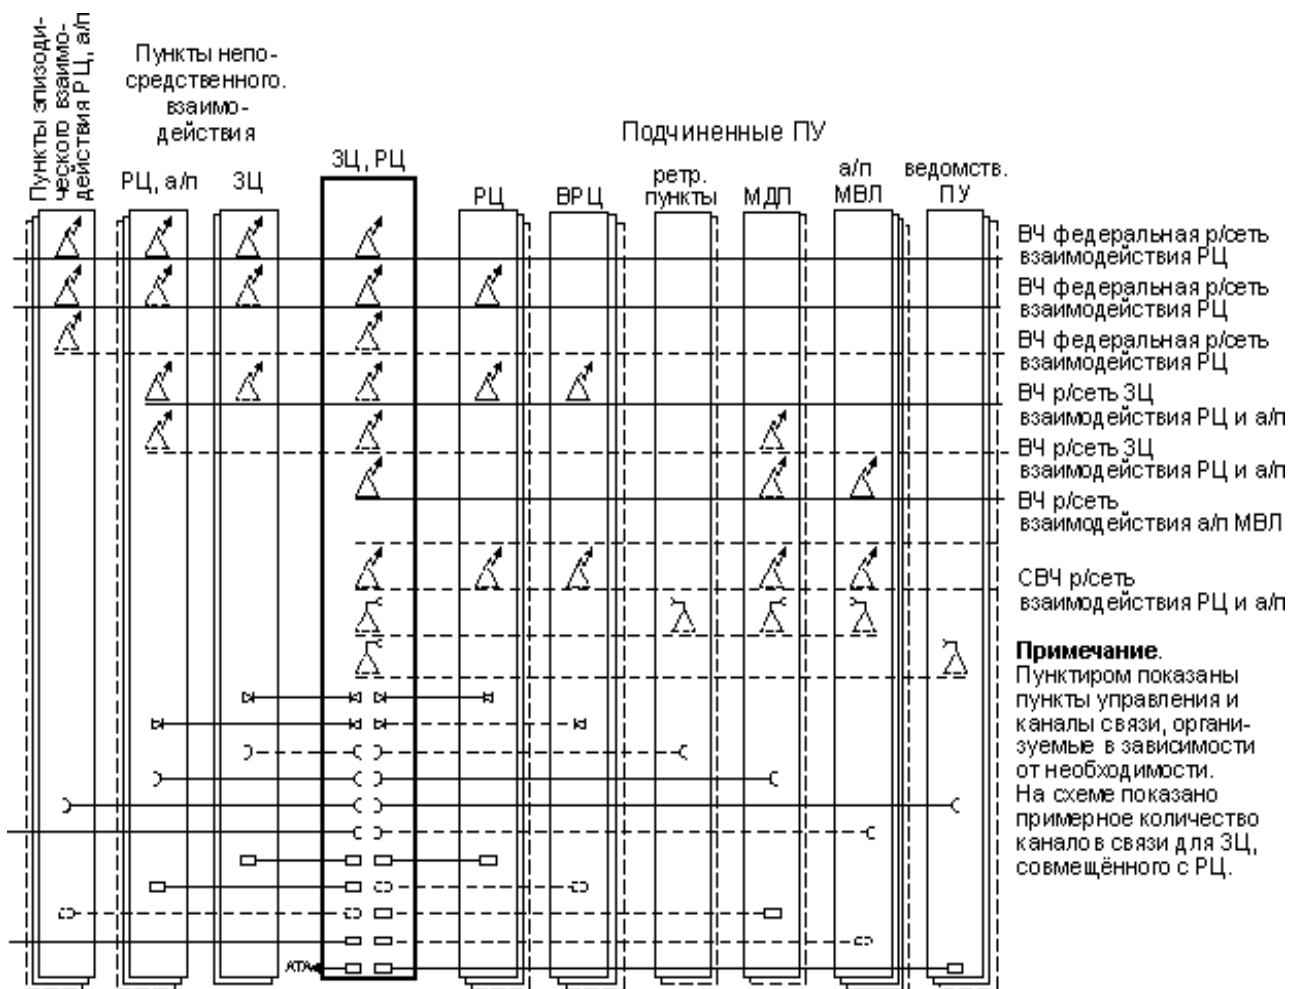 Пункты эпизоди-
ческого взаимо-
действия РЦ, а/п
Пункты непо-
средственного.
взаимо-
действия
РЦ, а/п
ЗЦ
ЗЦ, РЦ
Подчиненные ПУ
РЦ
ВРЦ
ретр.
пункты
МДП
а/п
МВЛ
ведомств.
ПУ
ВЧ федеральная р/сеть
взаимодействия РЦ
ВЧ федеральная р/сеть
взаимодействия РЦ
ВЧ федеральная р/сеть
взаимодействия РЦ
ВЧ р/сеть ЗЦ
взаимодействия РЦ и а/п
ВЧ р/сеть ЗЦ
взаимодействия РЦ и а/п
ВЧ р/сеть
взаимодействия а/п МВЛ
СВЧ р/сеть
взаимодействия РЦ и а/п
Примечание.
Пунктиром показаны
пункты управления и
каналы связи, органи-
зуемые в зависимости
от необходимости.
На схеме показано
примерное количество
каналов связи для ЗЦ,
совмещённого с РЦ.
АТА